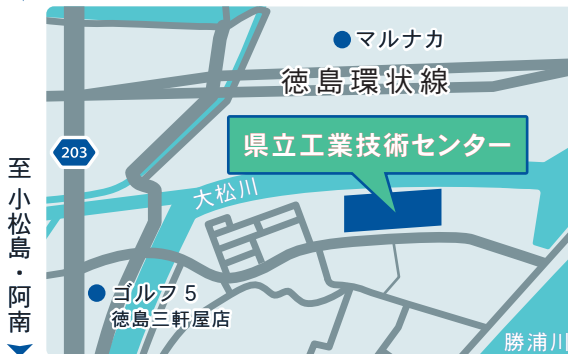 マルナカ
徳島環状線
203
県立工業技術センター
至 小松島・阿南
大松川
ゴルフ5
徳島三軒屋店
勝浦川